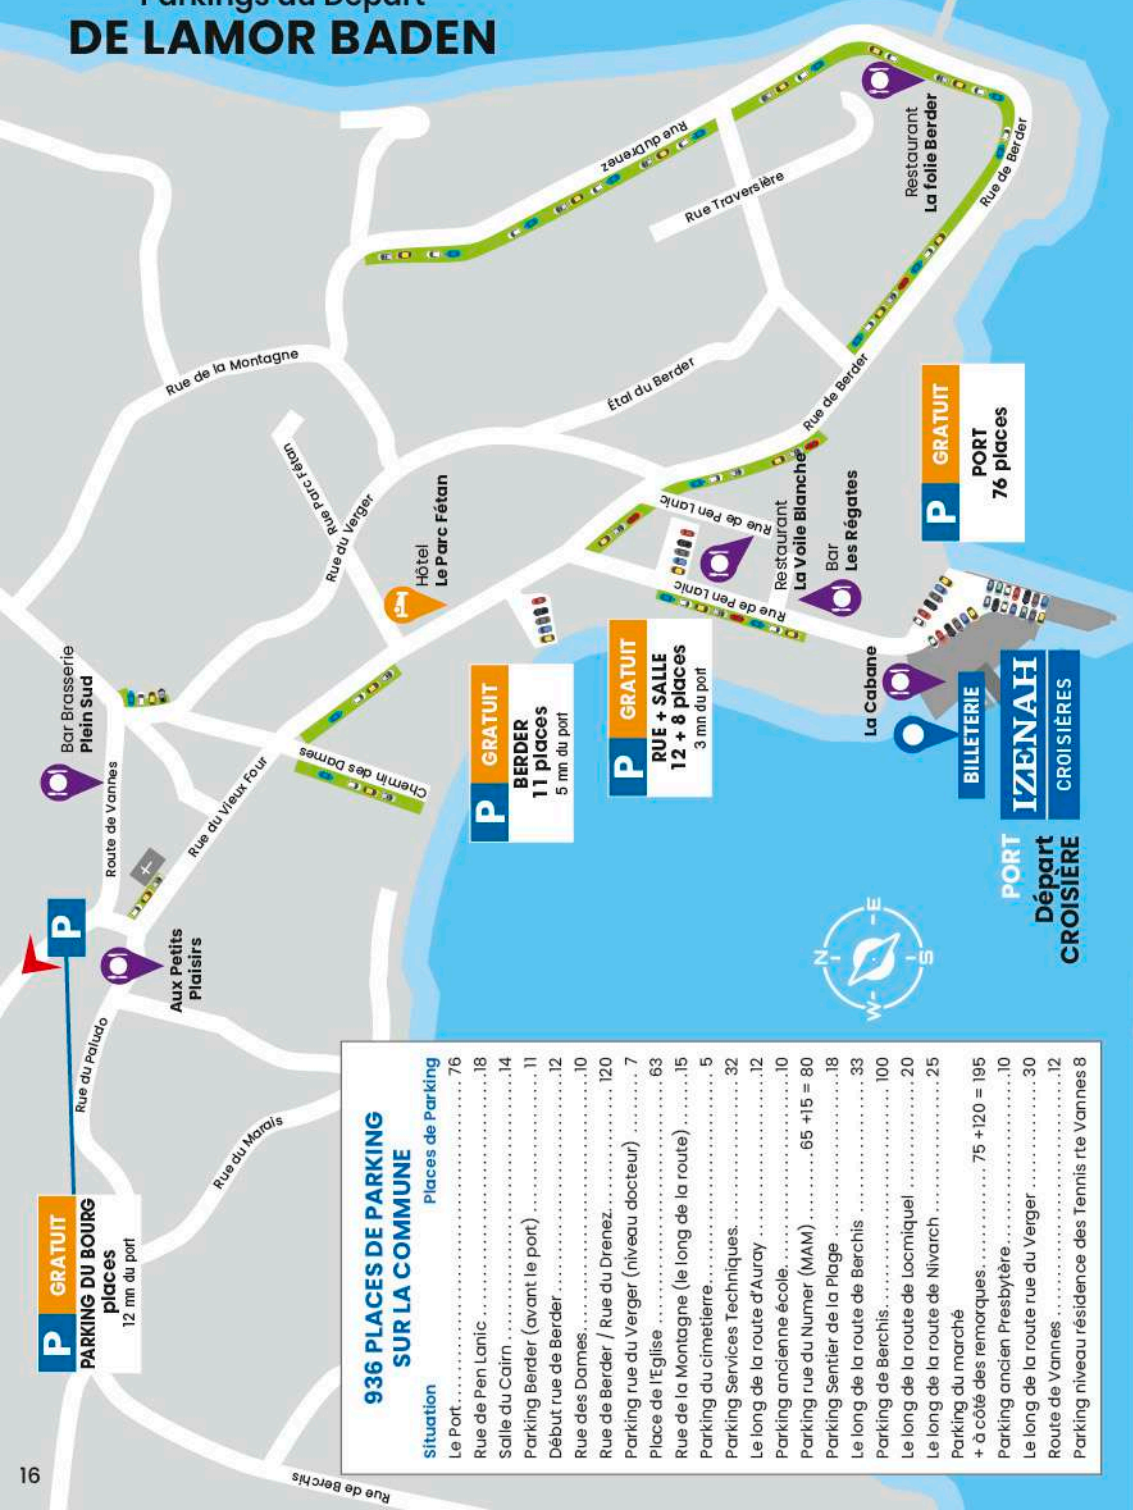 Parkings au Départ
DE LAMOR BADEN
Rue du Drenez
Rue Traversière
Restaurant
La folie Berder
Rue de Berder
Rue de la Montagne
Étal du Berder
Rue de Berder
Rue Parc Fétan
Rue du Verger
Hôtel
Le Parc Fétan
Rue de Pen Lanic
Restaurant
La Voile Blanche
Bar
Les Régates
Rue de Pen Lanic
P GRATUIT
PORT
76 places
Bar Brasserie
Plein Sud
Route de Vannes
Rue du Vieux Four
Chemin des Dames
P GRATUIT
BERDER
11 places
5 mn du port
P GRATUIT
RUE + SALLE
12 + 8 places
3 mn du port
La Cabane
BILLETERIE
IZENAH
CROISIÈRES
PORT
Départ
CROISIÈRE
P
Aux Petits
Plaisirs
Rue du Paludo
Rue du Marais
N
E
S
W
P GRATUIT
PARKING DU BOURG
places
12 mn du port
Rue de Berchis
936 PLACES DE PARKING
SUR LA COMMUNE
Situation Places de Parking
Le Port 76
Rue de Pen Lanic 18
Salle du Cairn 14
Parking Berder (avant le port) 11
Début rue de Berder 12
Rue des Dames 10
Rue de Berder / Rue du Drenez 120
Parking rue du Verger (niveau docteur) 7
Place de l'Eglise 63
Rue de la Montagne (le long de la route) 15
Parking du cimetierre 5
Parking Services Techniques 32
Le long de la route d'Auray 12
Parking ancienne école 10
Parking rue du Numer (MAM) 65 +15 = 80
Parking Sentier de la Plage 18
Le long de la route de Berchis 33
Parking de Berchis 100
Le long de la route de Locmiquel 20
Le long de la route de Nivarch 25
Parking du marché
+ à côté des remorques 75 +120 = 195
Parking ancien Presbytère 10
Le long de la route rue du Verger 30
Route de Vannes 12
Parking niveau résidence des Tennis rte Vannes 8
16